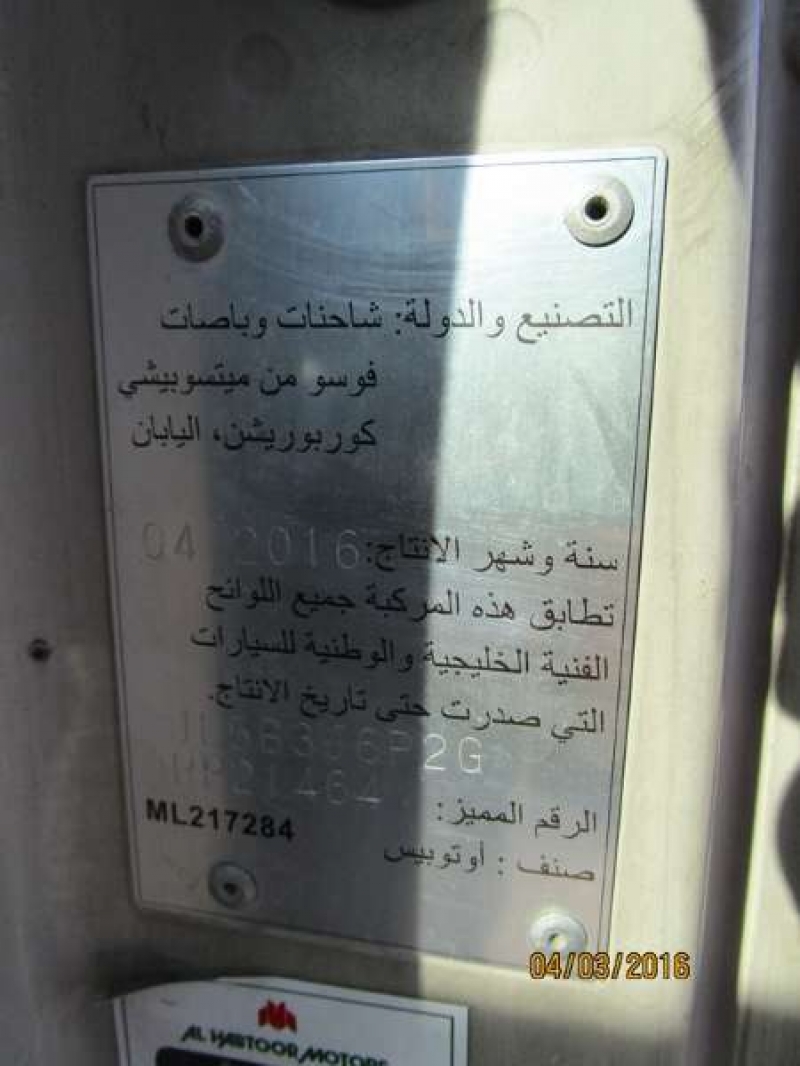 التصنيع والدولة: شاحنات وباصات
فوسو من ميتسوبيشي
كوربوريشن، اليابان
سنة وشهر الانتاج: 04 2016
تطابق هذه المركبة جميع اللوائح
الفنية الخليجية والوطنية للسيارات
التي صدرت حتى تاريخ الانتاج.
الرقم المميز:
ML217284
صنف : أوتوبيس
04/03/2016
AL HABTOOR MOTORS